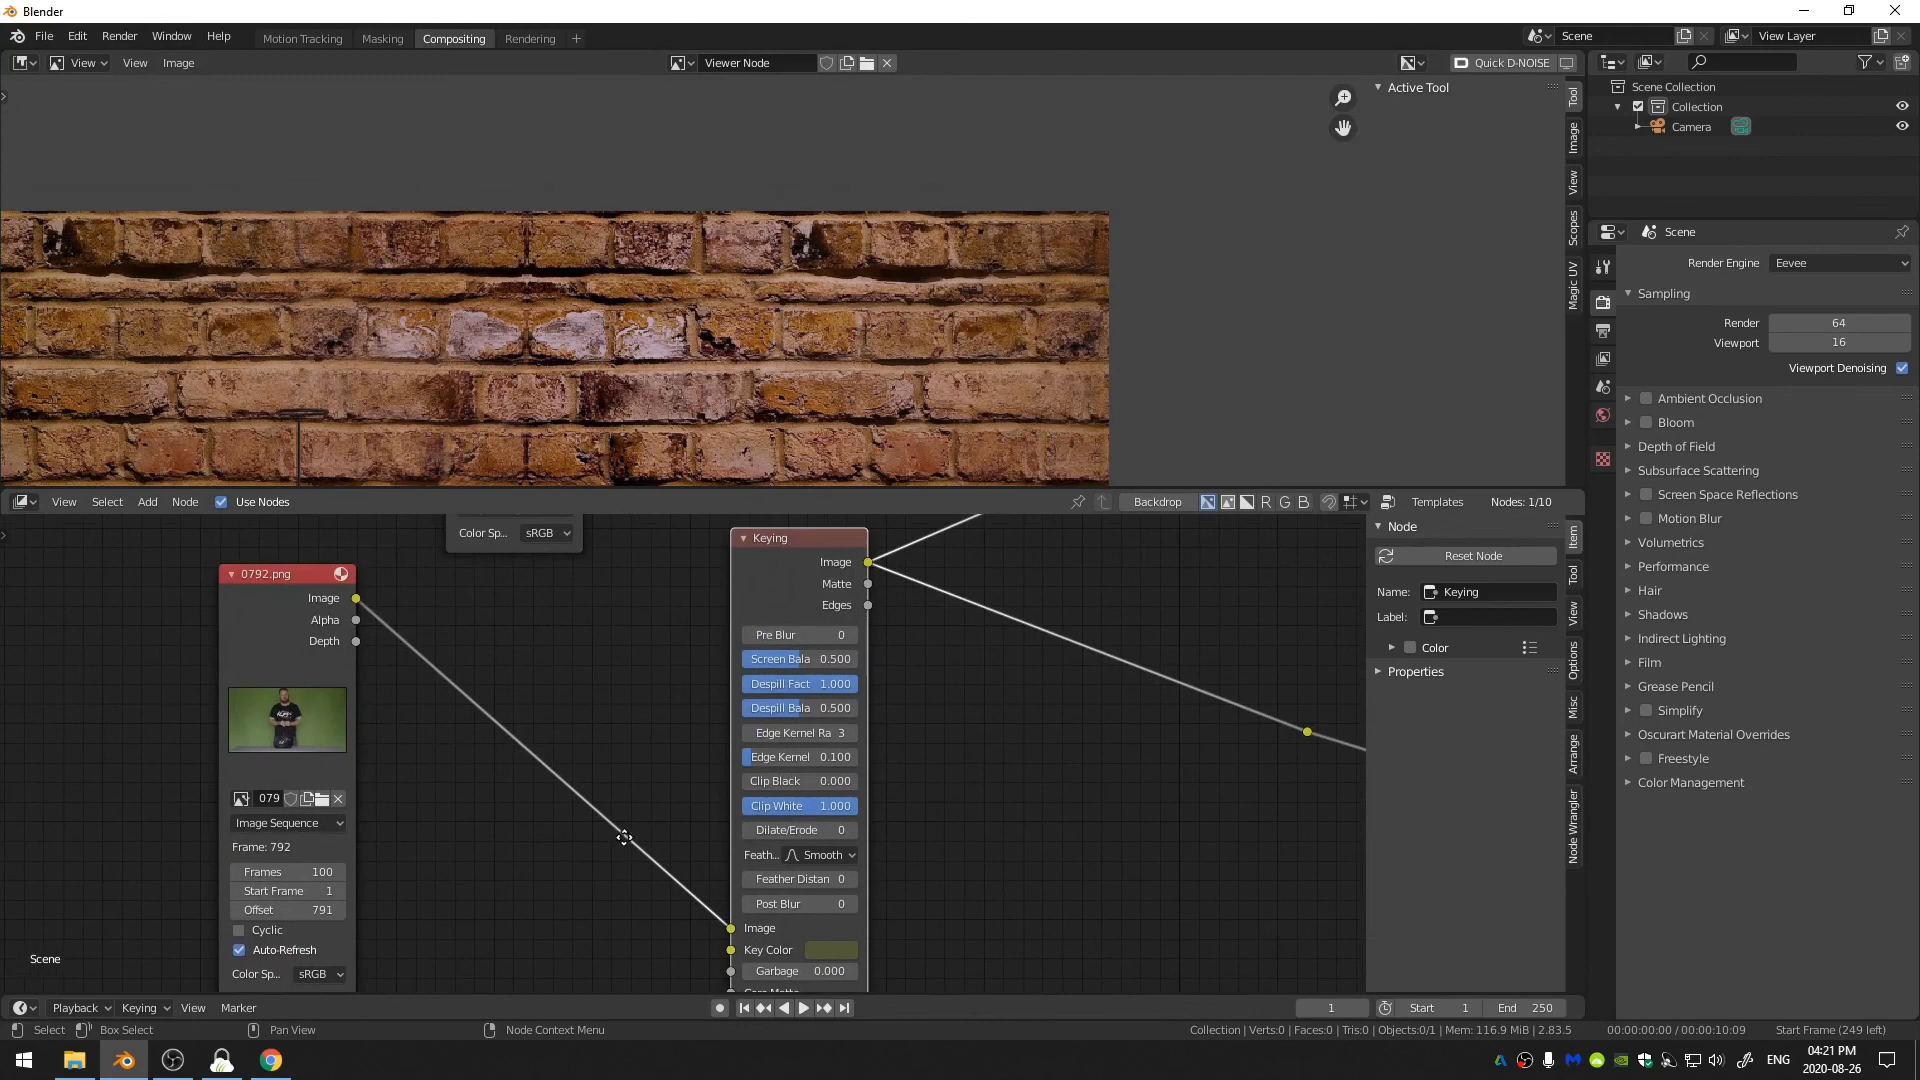 Blender
File Edit Render Window Help
Motion Tracking Masking Compositing Rendering +
Scene
View Layer
View View Image
Viewer Node
Quick D-NOISE
Active Tool
Tool
Image
View
Scopes
Magic UV
Scene Collection
Collection
Camera
Scene
Render Engine Eevee
Sampling
Render 64
Viewport 16
Viewport Denoising
Ambient Occlusion
Bloom
Depth of Field
Subsurface Scattering
Screen Space Reflections
Motion Blur
Volumetrics
Performance
Hair
Shadows
Indirect Lighting
Film
Grease Pencil
Simplify
Oscurart Material Overrides
Freestyle
Color Management
View Select Add Node Use Nodes
Backdrop
R G B
Templates Nodes: 1/10
Color Sp... sRGB
0792.png
Image
Alpha
Depth
079
Image Sequence
Frame: 792
Frames 100
Start Frame 1
Offset 791
Cyclic
Auto-Refresh
Color Sp... sRGB
Scene
Keying
Image
Matte
Edges
Pre Blur 0
Screen Bala 0.500
Despill Fact 1.000
Despill Bala 0.500
Edge Kernel Ra 3
Edge Kernel 0.100
Clip Black 0.000
Clip White 1.000
Dilate/Erode 0
Feath... Smooth
Feather Distan 0
Post Blur 0
Image
Key Color
Garbage 0.000
Node
Reset Node
Name: Keying
Label:
Color
Properties
Item
Tool
View
Options
Misc
Arrange
Node Wrangler
Playback Keying View Marker
1
Start 1 End 250
Select Box Select Pan View Node Context Menu
Collection | Verts:0 | Faces:0 | Tris:0 | Objects:0/1 | Mem: 116.9 MiB | 2.83.5
00:00:00:00 / 00:00:10:09
Start Frame (249 left)
ENG
04:21 PM
2020-08-26